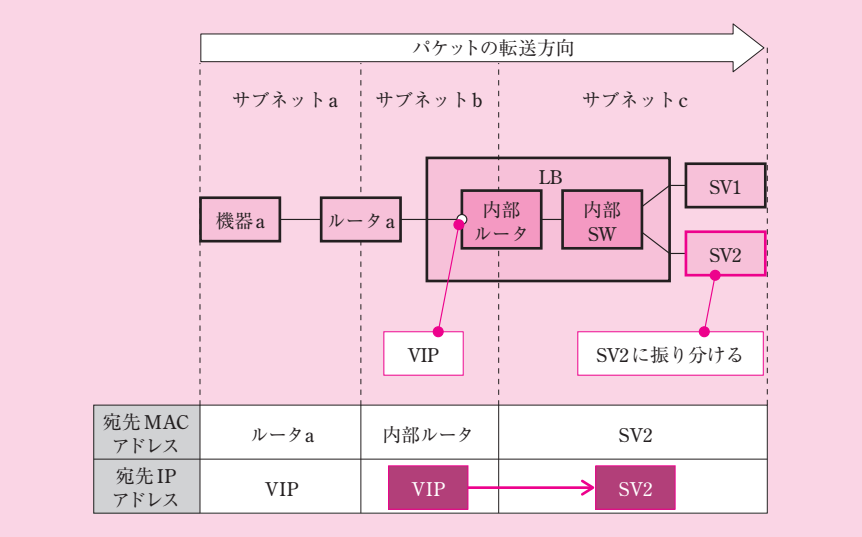 パケットの転送方向
サブネットa
サブネットb
サブネットc
LB
機器a
ルータa
内部
ルータ
内部
SW
SV1
SV2
VIP
SV2に振り分ける
宛先MAC
アドレス
ルータa
内部ルータ
SV2
宛先IP
アドレス
VIP
VIP
SV2